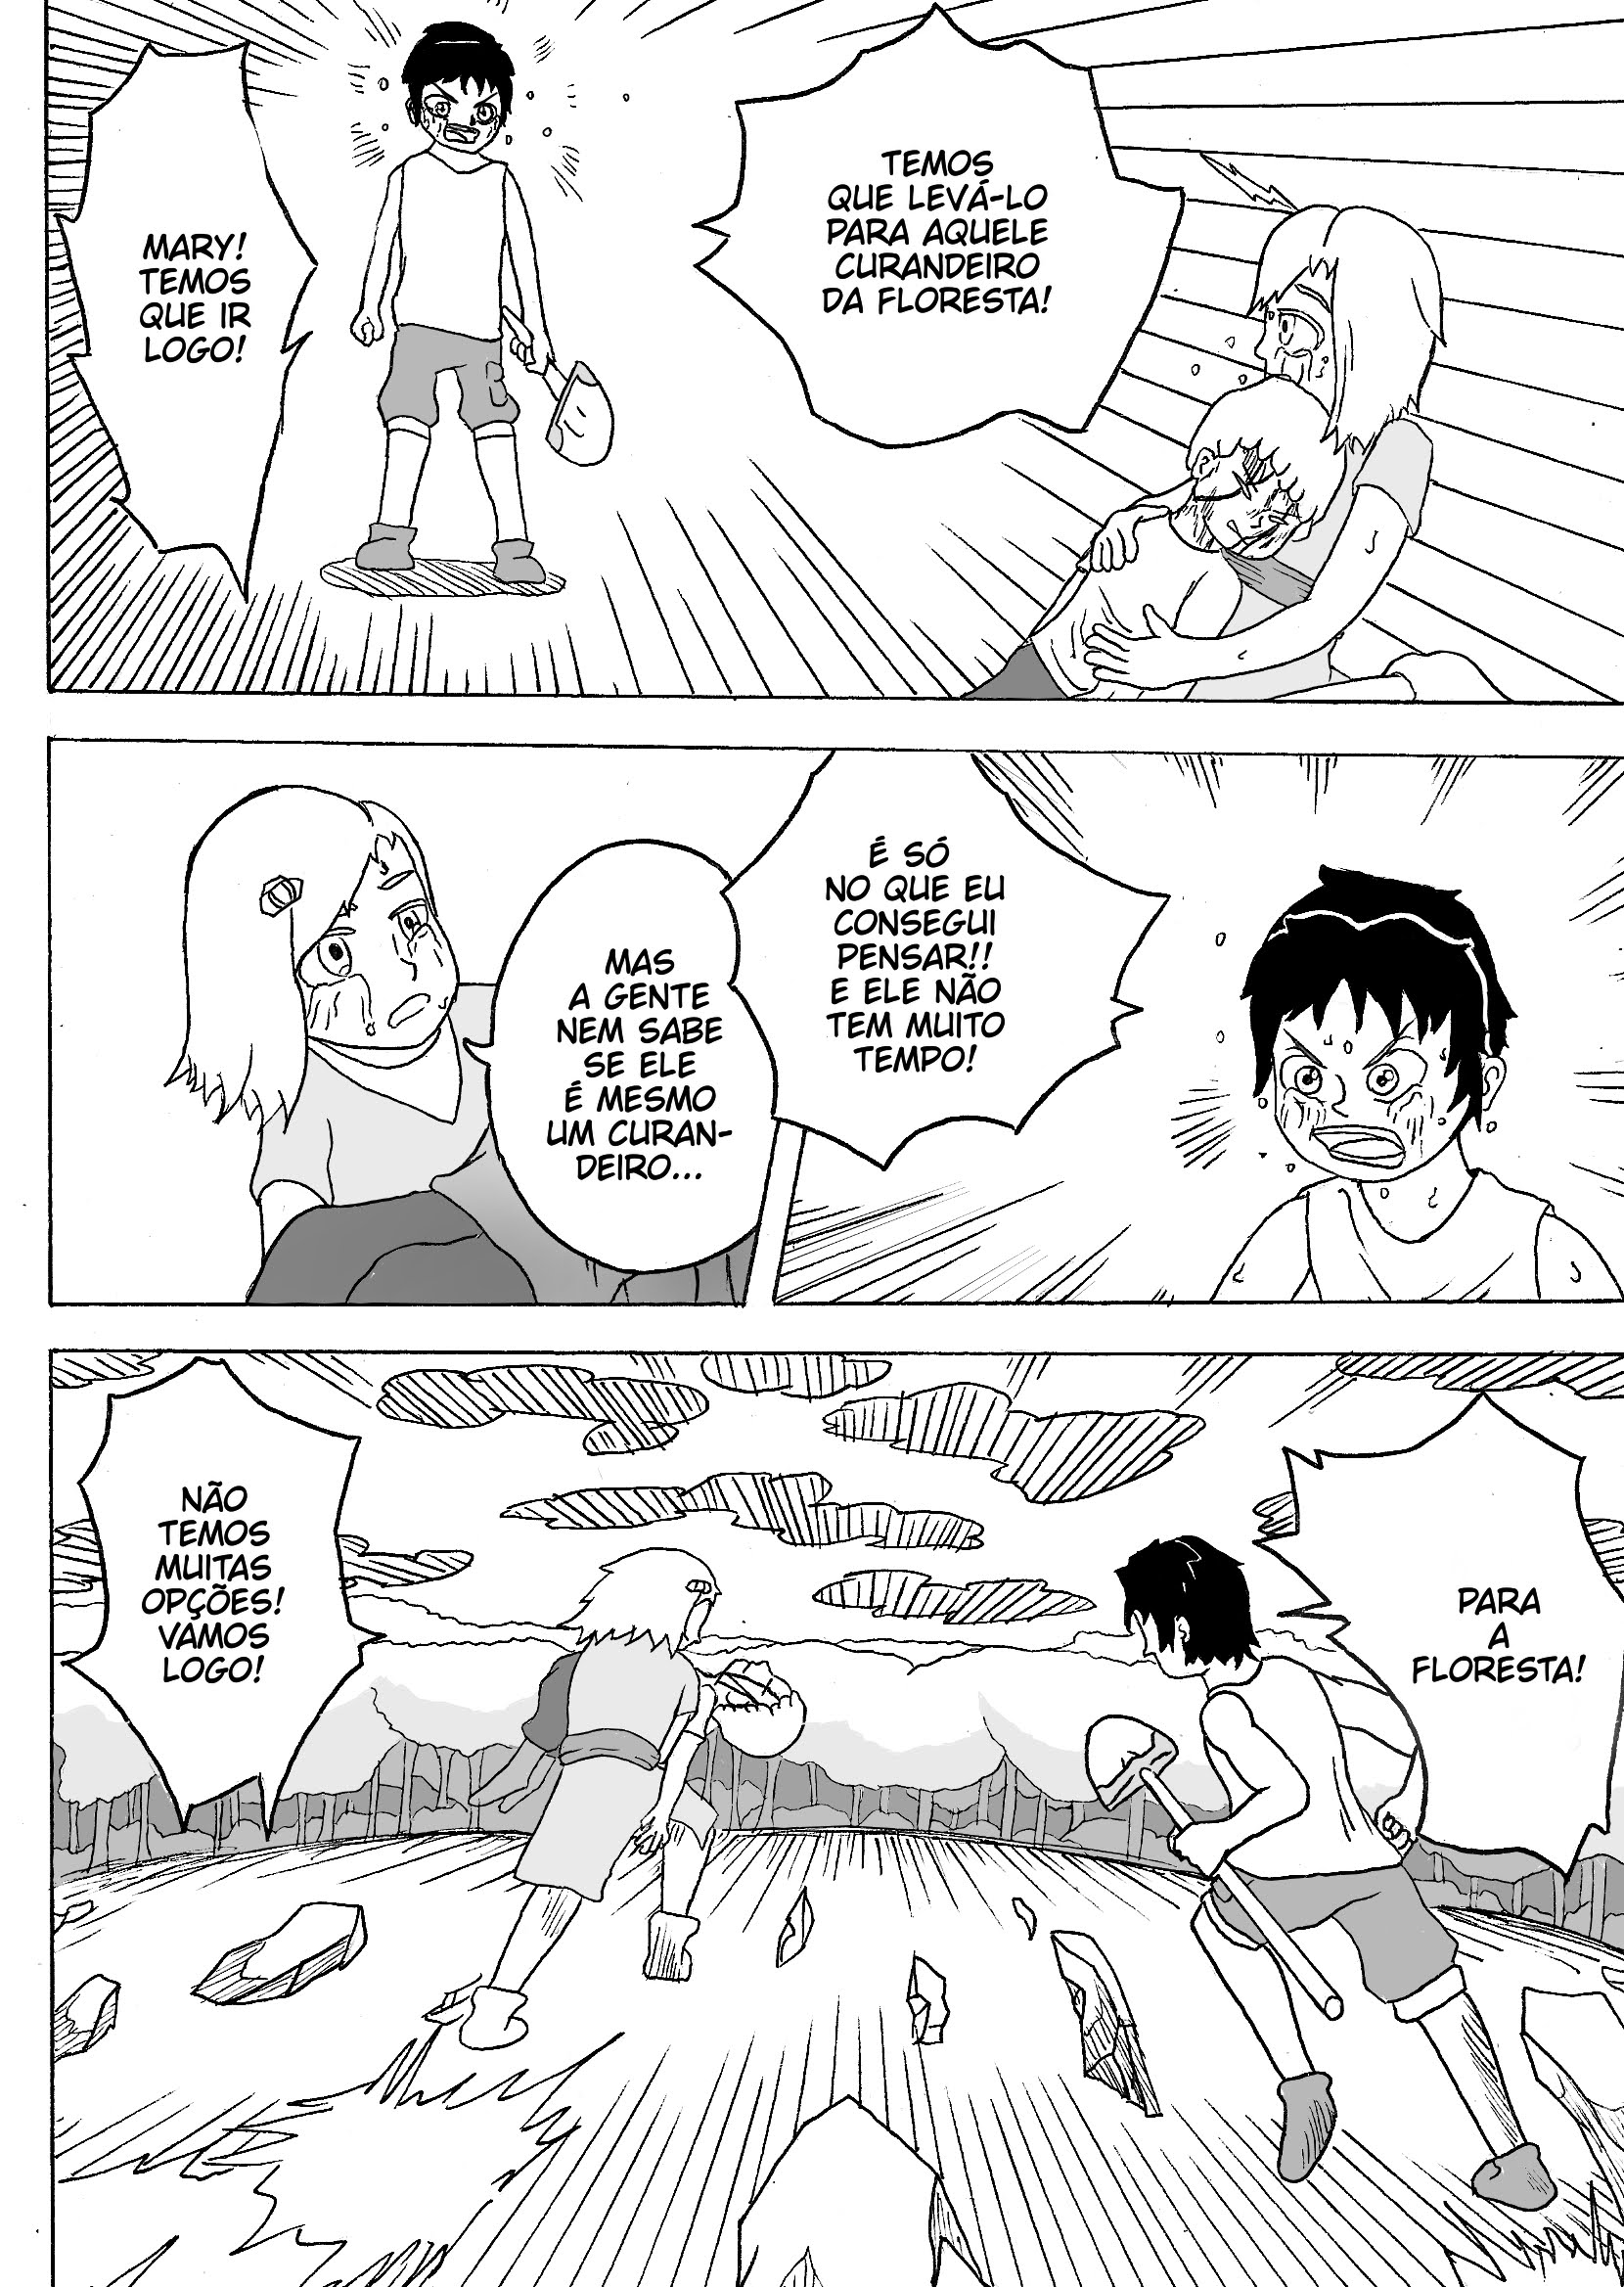 MARY!
TEMOS
QUE IR
LOGO!
TEMOS
QUE LEVÁ-LO
PARA AQUELE
CURANDEIRO
DA FLORESTA!
MAS
A GENTE
NEM SABE
SE ELE
É MESMO
UM CURAN-
DEIRO...
É SÓ
NO QUE EU
CONSEGUI
PENSAR!!
E ELE NÃO
TEM MUITO
TEMPO!
NÃO
TEMOS
MUITAS
OPÇÕES!
VAMOS
LOGO!
PARA
A
FLORESTA!